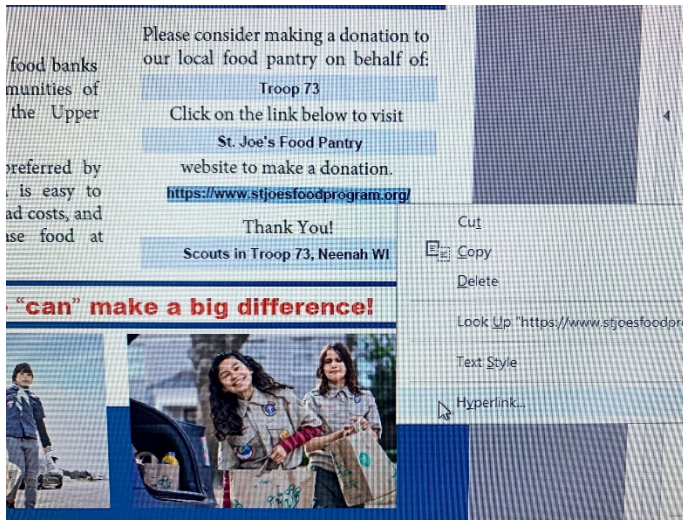 food banks
munities of
the Upper
preferred by
is easy to
ad costs, and
ase food at
Please consider making a donation to
our local food pantry on behalf of:
Troop 73
Click on the link below to visit
St. Joe's Food Pantry
website to make a donation.
https://www.stjoesfoodprogram.org/
Thank You!
Scouts in Troop 73, Neenah WI
"can" make a big difference!
Cut
Copy
Delete
Look Up "https://www.stjoesfoodpr
Text Style
Hyperlink...